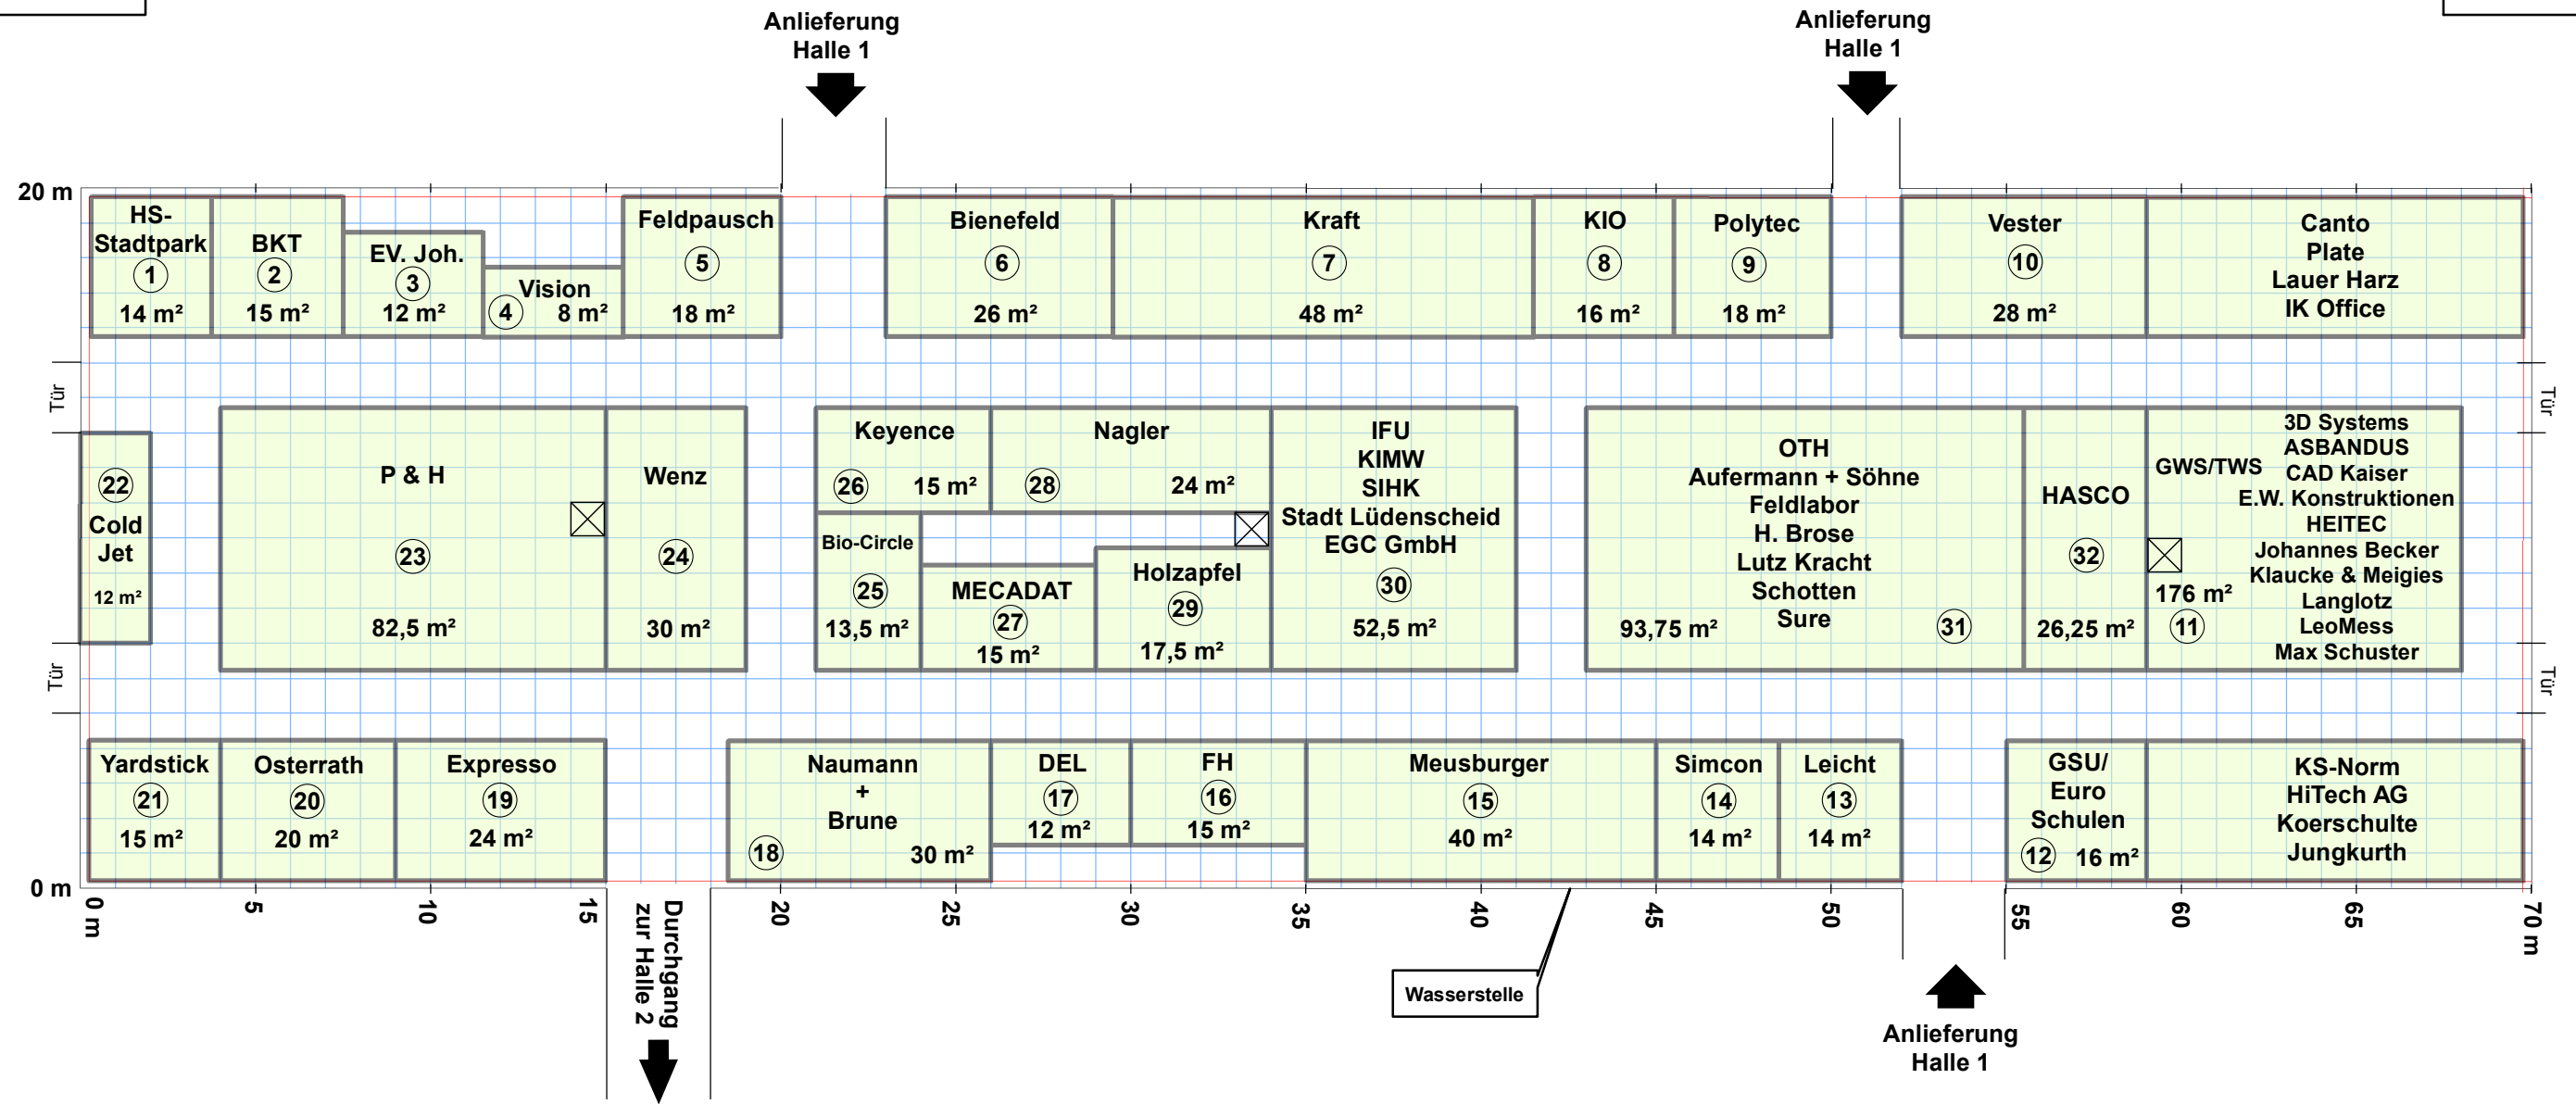 Anlieferung
Halle 1
Anlieferung
Halle 1
20 m
HS-
Stadtpark
1
14 m²
BKT
2
15 m²
EV. Joh.
3
12 m²
Vision
4 8 m²
Feldpausch
5
18 m²
Bienefeld
6
26 m²
Kraft
7
48 m²
KIO
8
16 m²
Polytec
9
18 m²
Vester
10
28 m²
Canto
Plate
Lauer Harz
IK Office
Tür
Tür
22
Cold
Jet
12 m²
P & H
23
82,5 m²
Wenz
24
30 m²
Keyence
26 15 m²
Nagler
28 24 m²
Bio-Circle
25
13,5 m²
MECADAT
27
15 m²
Holzapfel
29
17,5 m²
IFU
KIMW
SIHK
Stadt Lüdenscheid
EGC GmbH
30
52,5 m²
OTH
Aufermann + Söhne
Feldlabor
H. Brose
Lutz Kracht
Schotten
Sure
93,75 m² 31
HASCO
32
26,25 m²
GWS/TWS
176 m²
11
3D Systems
ASBANDUS
CAD Kaiser
E.W. Konstruktionen
HEITEC
Johannes Becker
Klaucke & Meigies
Langlotz
LeoMess
Max Schuster
Tür
Tür
Yardstick
21
15 m²
Osterrath
20
20 m²
Expresso
19
24 m²
Naumann
+
Brune
18 30 m²
DEL
17
12 m²
FH
16
15 m²
Meusburger
15
40 m²
Simcon
14
14 m²
Leicht
13
14 m²
GSU/
Euro
Schulen
12 16 m²
KS-Norm
HiTech AG
Koerschulte
Jungkurth
0 m
0 m 5 10 15 20 25 30 35 40 45 50 55 60 65 70 m
Durchgang
zur Halle 2
Wasserstelle
Anlieferung
Halle 1